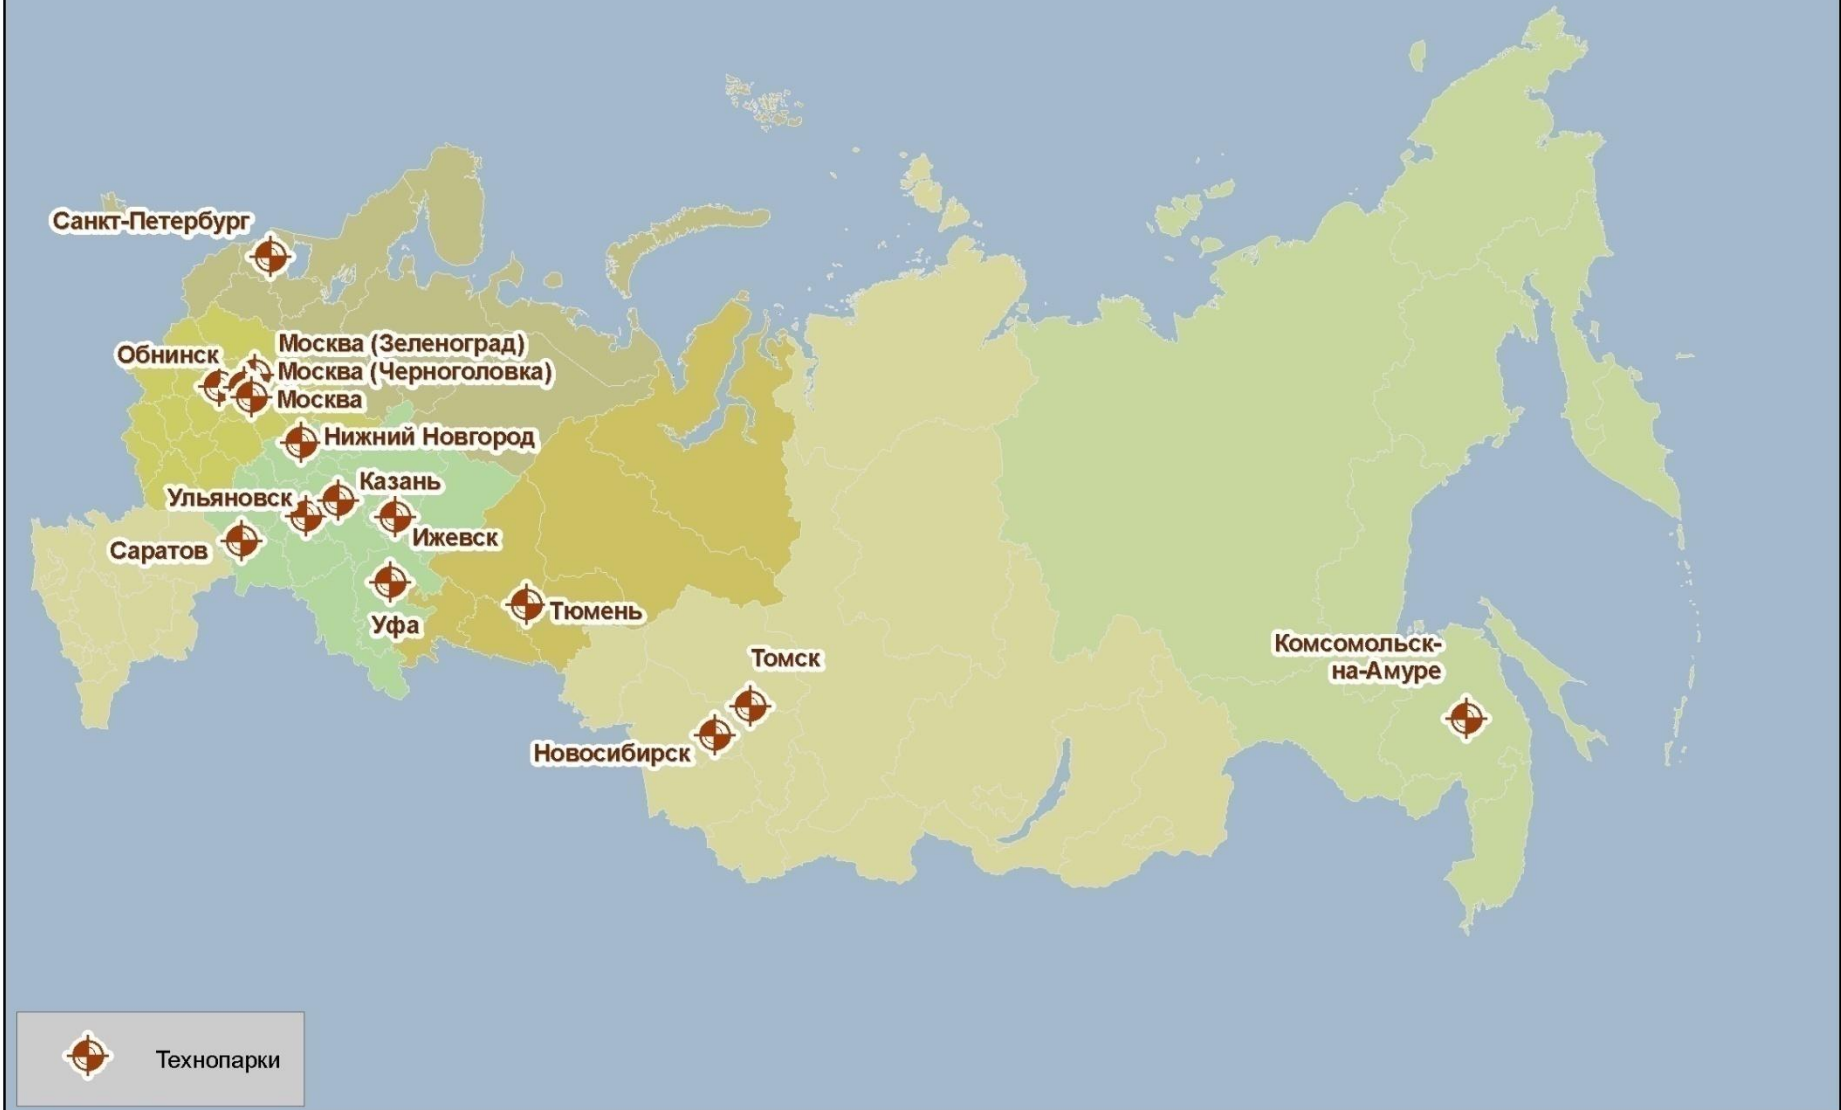 Санкт-Петербург
Москва (Зеленоград)
Обнинск
Москва (Черноголовка)
Москва
Нижний Новгород
Казань
Ульяновск
Ижевск
Саратов
Уфа
Тюмень
Томск
Новосибирск
Комсомольск-
на-Амуре
Технопарки